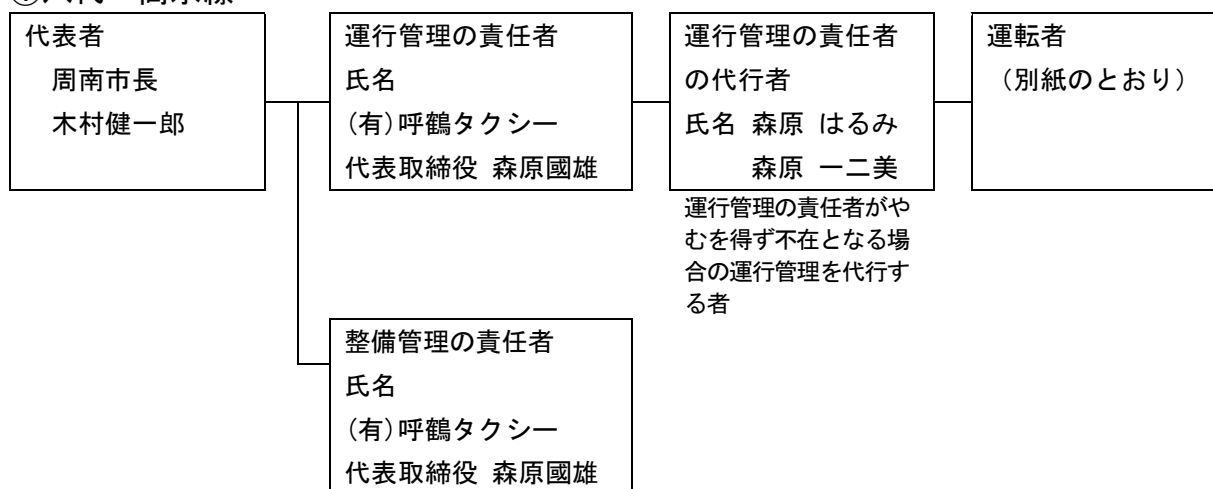 代表者
周南市長
木村健一郎
運行管理の責任者
氏名
(有)呼鶴タクシー
代表取締役 森原國雄
運行管理の責任者
の代行者
氏名 森原 はるみ
森原 一二美
運行管理の責任者がや
むを得ず不在となる場
合の運行管理を代行す
る者
運転者
(別紙のとおり)
整備管理の責任者
氏名
(有)呼鶴タクシー
代表取締役 森原國雄